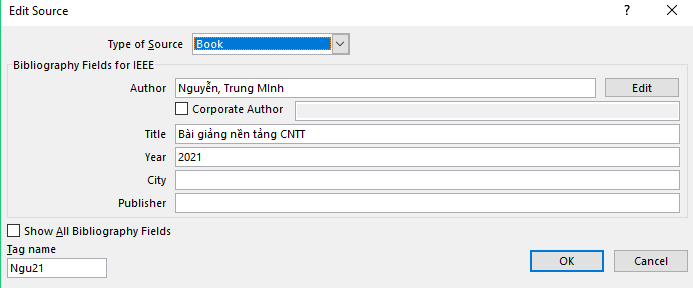 Edit Source ? ×
Type of Source Book
Bibliography Fields for IEEE
Author Nguyễn, Trung MInh Edit
Corporate Author
Title Bài giảng nền tảng CNTT
Year 2021
City
Publisher
Show All Bibliography Fields
Tag name
Ngu21 OK Cancel